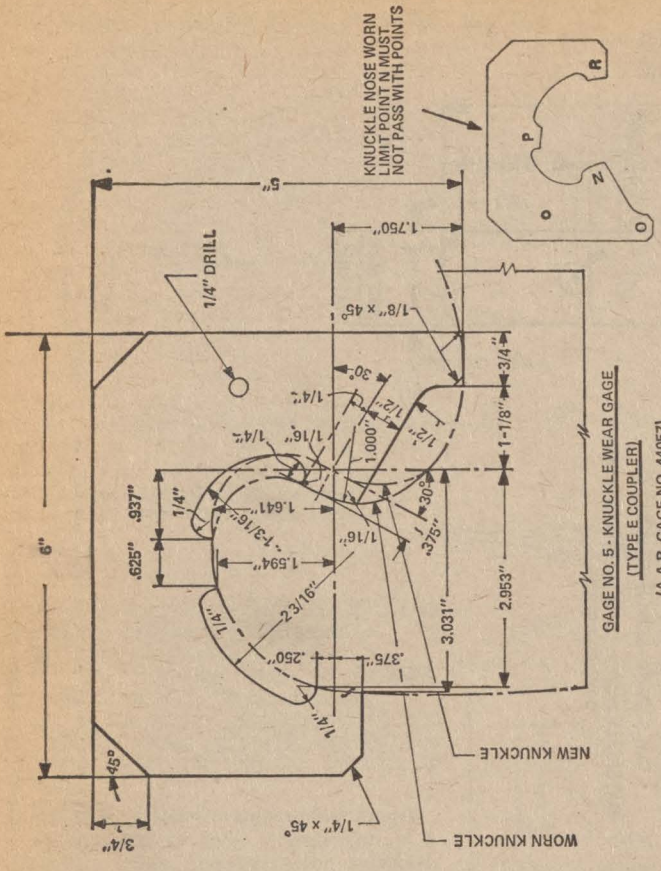 6"
5"
1/4" DRILL
45°
3/4"
1/4" x 45°
.937"
.625"
1/4"
1-3/16"
1/4"
1/16"
1.641"
1.594"
2 3/16"
1/4"
.250"
.375"
1/4"
30°
1/4"
1/2"
1/2"
1.000"
1/16"
.375"
30°
1.750"
1/8" x 45°
3/4"
1-1/8"
3.031"
2.953"
NEW KNUCKLE
WORN KNUCKLE
KNUCKLE NOSE WORN
LIMIT POINT N MUST
NOT PASS WITH POINTS
P
R
N
O
GAGE NO. 5 - KNUCKLE WEAR GAGE
(TYPE E COUPLER)